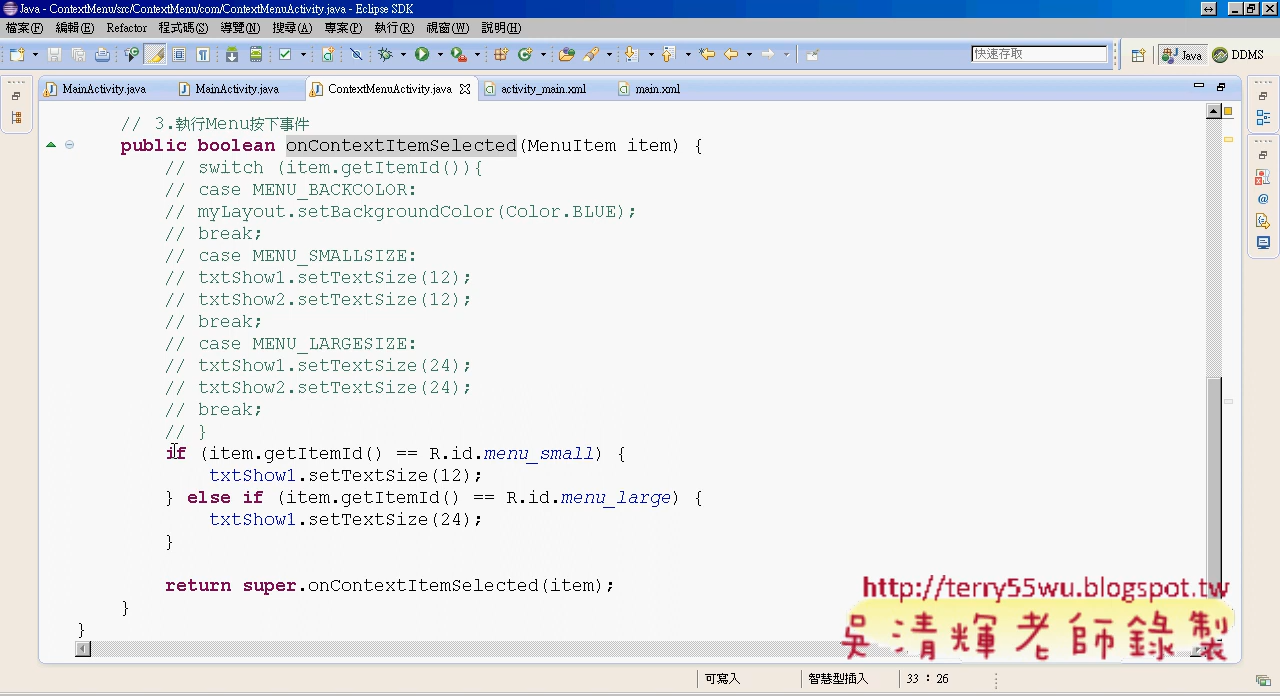 Java - ContextMenu/src/ContextMenu/com/ContextMenuActivity.java - Eclipse SDK
檔案(F) 編輯(E) Refactor 程式碼(S) 導覽(N) 搜尋(A) 專案(P) 執行(R) 視窗(W) 說明(H)
快速存取 Java DDMS
MainActivity.java MainActivity.java ContextMenuActivity.java activity_main.xml main.xml
// 3.執行Menu按下事件
public boolean onContextItemSelected(MenuItem item) {
// switch (item.getItemId()){
// case MENU_BACKCOLOR:
// myLayout.setBackgroundColor(Color.BLUE);
// break;
// case MENU_SMALLSIZE:
// txtShow1.setTextSize(12);
// txtShow2.setTextSize(12);
// break;
// case MENU_LARGESIZE:
// txtShow1.setTextSize(24);
// txtShow2.setTextSize(24);
// break;
// }
if (item.getItemId() == R.id.menu_small) {
txtShow1.setTextSize(12);
} else if (item.getItemId() == R.id.menu_large) {
txtShow1.setTextSize(24);
}
return super.onContextItemSelected(item);
}
}
http://terry55wu.blogspot.tw
吳清輝老師錄製
可寫入 智慧型插入 33 : 26